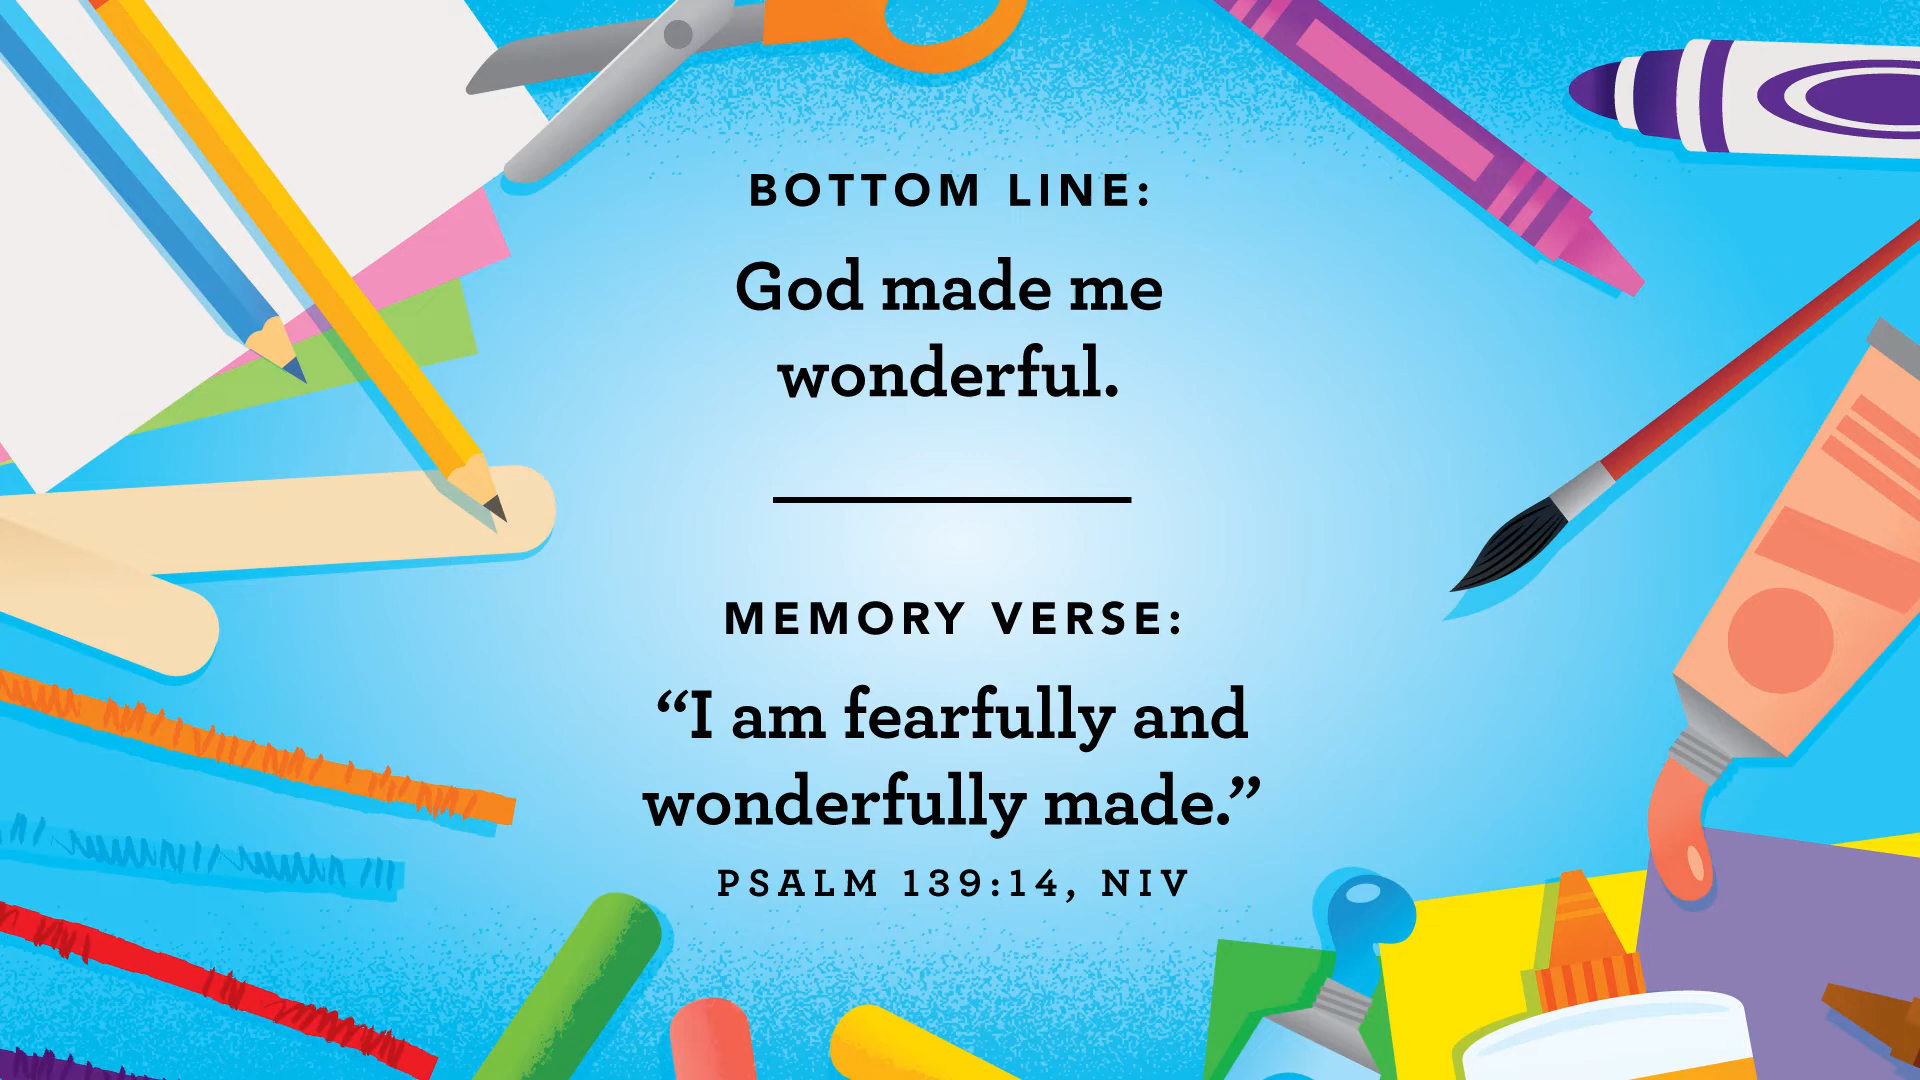 BOTTOM LINE:
God made me
wonderful.
MEMORY VERSE:
“I am fearfully and
wonderfully made.”
PSALM 139:14, NIV